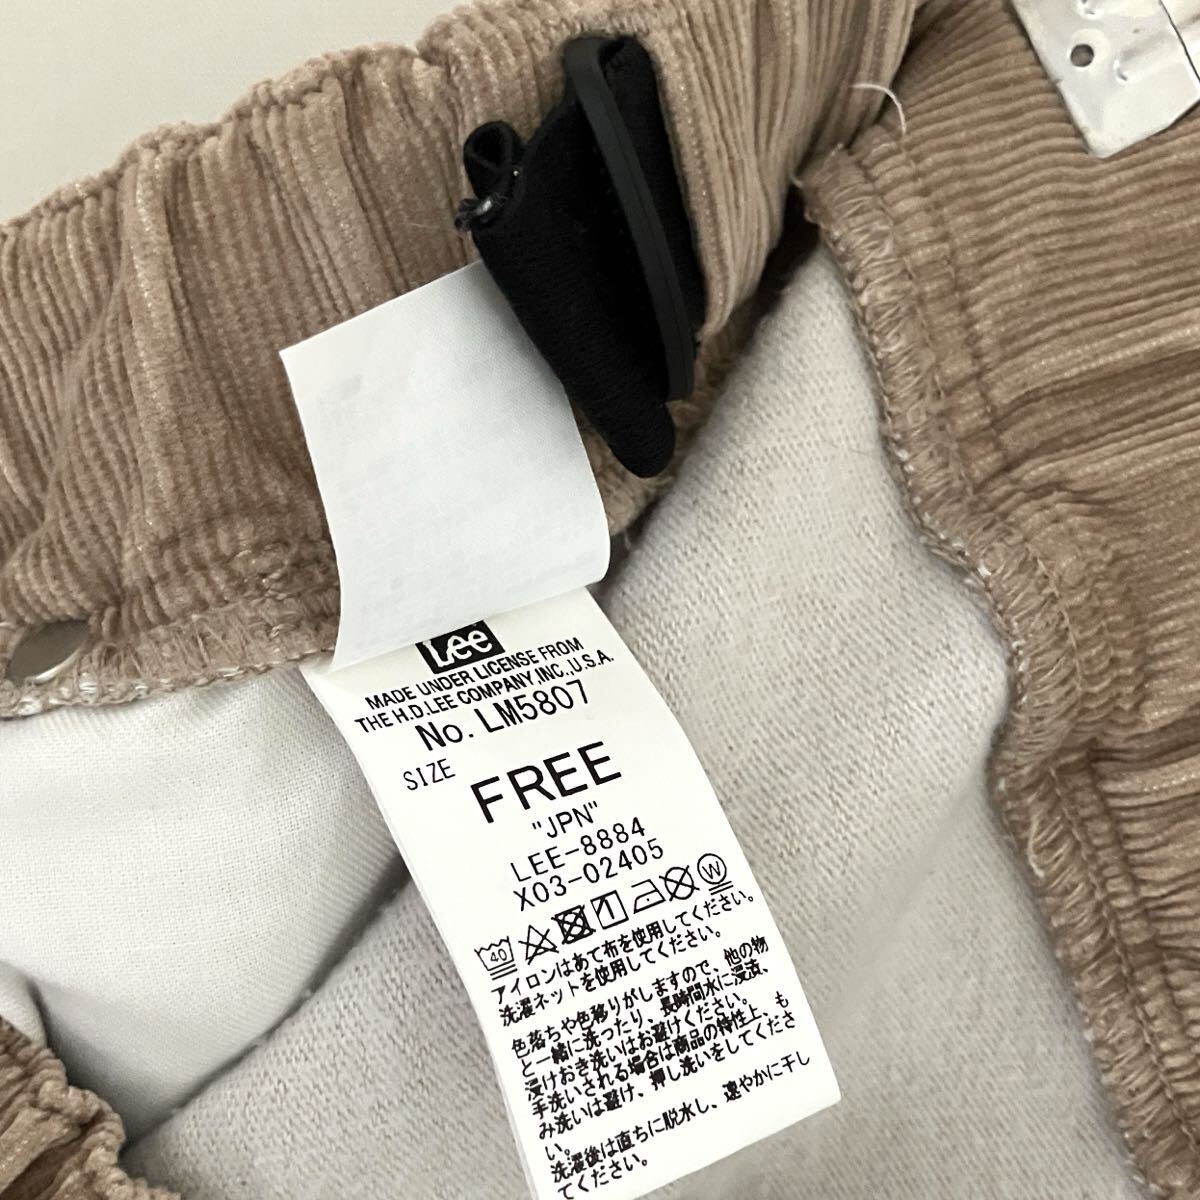 Lee
MADE UNDER LICENSE FROM
THE H.D.LEE COMPANY,INC.,U.S.A.
No. LM5807
SIZE
FREE
"JPN"
LEE-8884
X03-02405
40 W
アイロンはあて布を使用してください。
洗濯ネットを使用してください。
色落ちや色移りがしますので、他の物
と一緒に洗ったり、長時間水に浸漬、
浸けおき洗いはお避けください。
手洗いされる場合は商品の特性上、も
み洗いは避け、押し洗いをしてくださ
い。
洗濯後は直ちに脱水し、速やかに干し
てください。